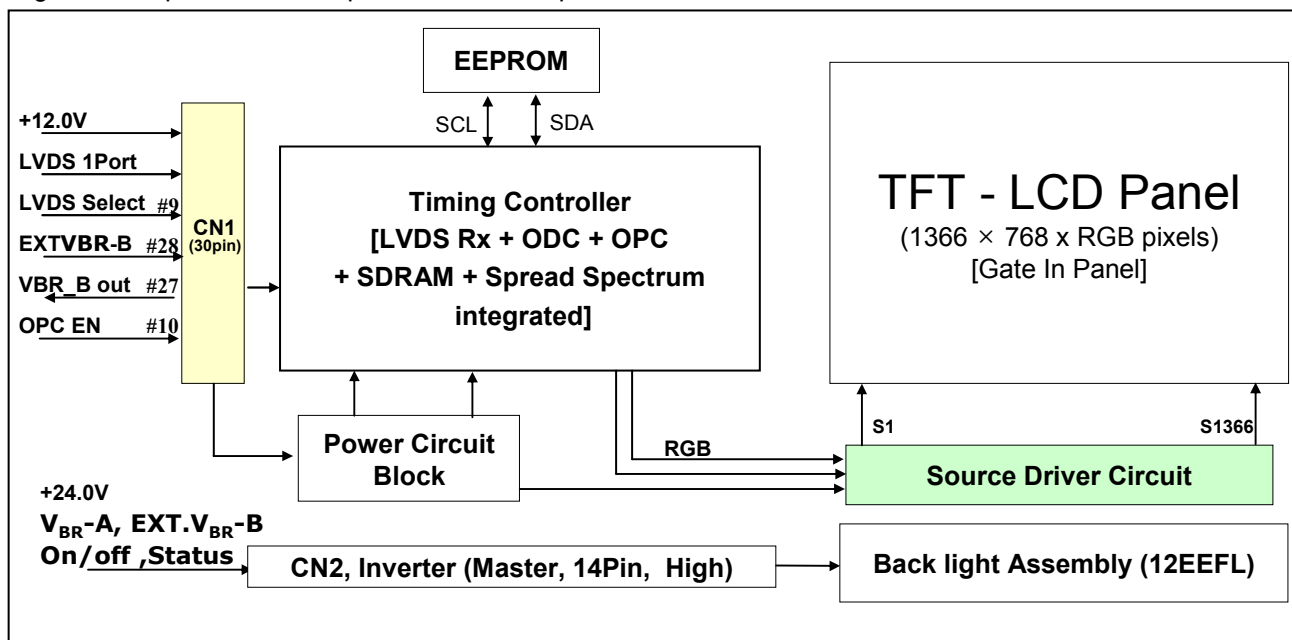 EEPROM
SCL
SDA
+12.0V
LVDS 1Port
LVDS Select #9
EXTVBR-B #28
VBR_B out #27
OPC EN #10
CN1
(30pin)
Timing Controller
[LVDS Rx + ODC + OPC
+ SDRAM + Spread Spectrum
integrated]
TFT - LCD Panel
(1366 × 768 x RGB pixels)
[Gate In Panel]
S1
S1366
Power Circuit
Block
RGB
Source Driver Circuit
+24.0V
VBR-A, EXT.VBR-B
On/off ,Status
CN2, Inverter (Master, 14Pin, High)
Back light Assembly (12EEFL)